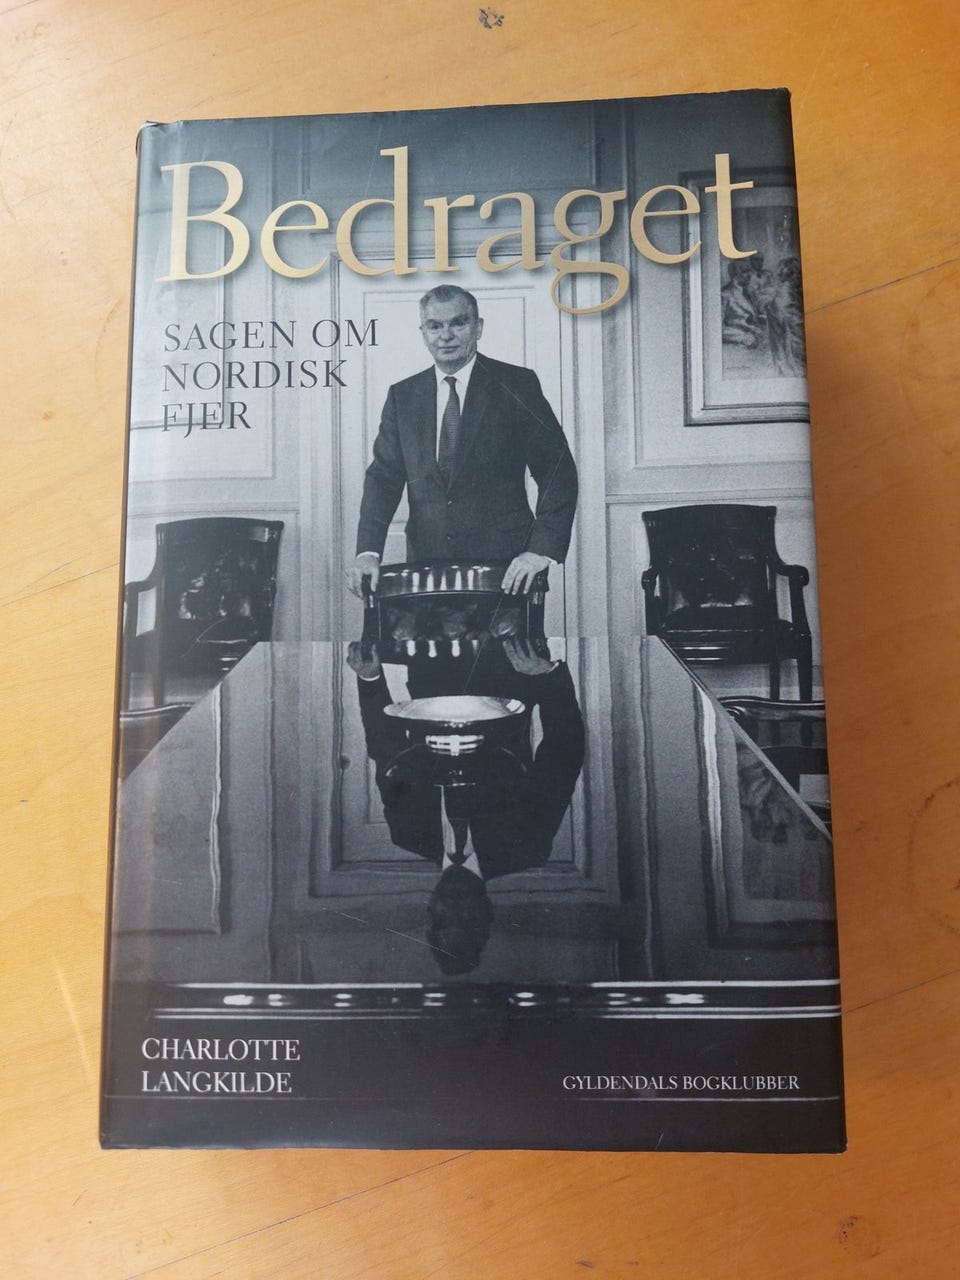 Bedraget
SAGEN OM
NORDISK
FJER
CHARLOTTE
LANGKILDE
GYLDENDALS BOGKLUBBER